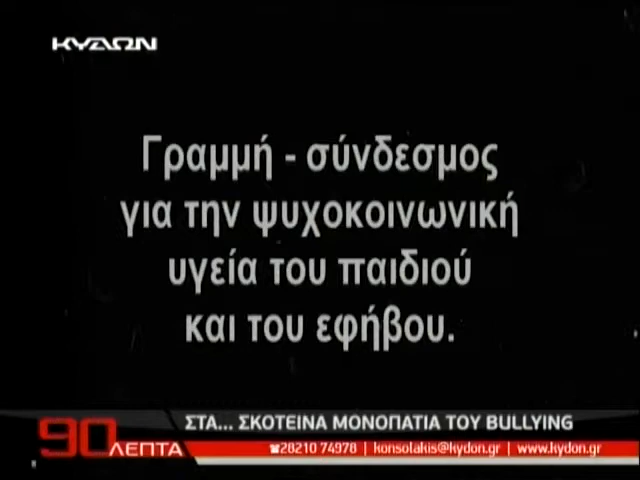 ΚΥΔΩΝ
Γραμμή - σύνδεσμος
για την ψυχοκοινωνική
υγεία του παιδιού
και του εφήβου.
90 ΛΕΠΤΑ
ΣΤΑ... ΣΚΟΤΕΙΝΑ ΜΟΝΟΠΑΤΙΑ ΤΟΥ BULLYING
☎28210 74978 | konsolakis@kydon.gr | www.kydon.gr